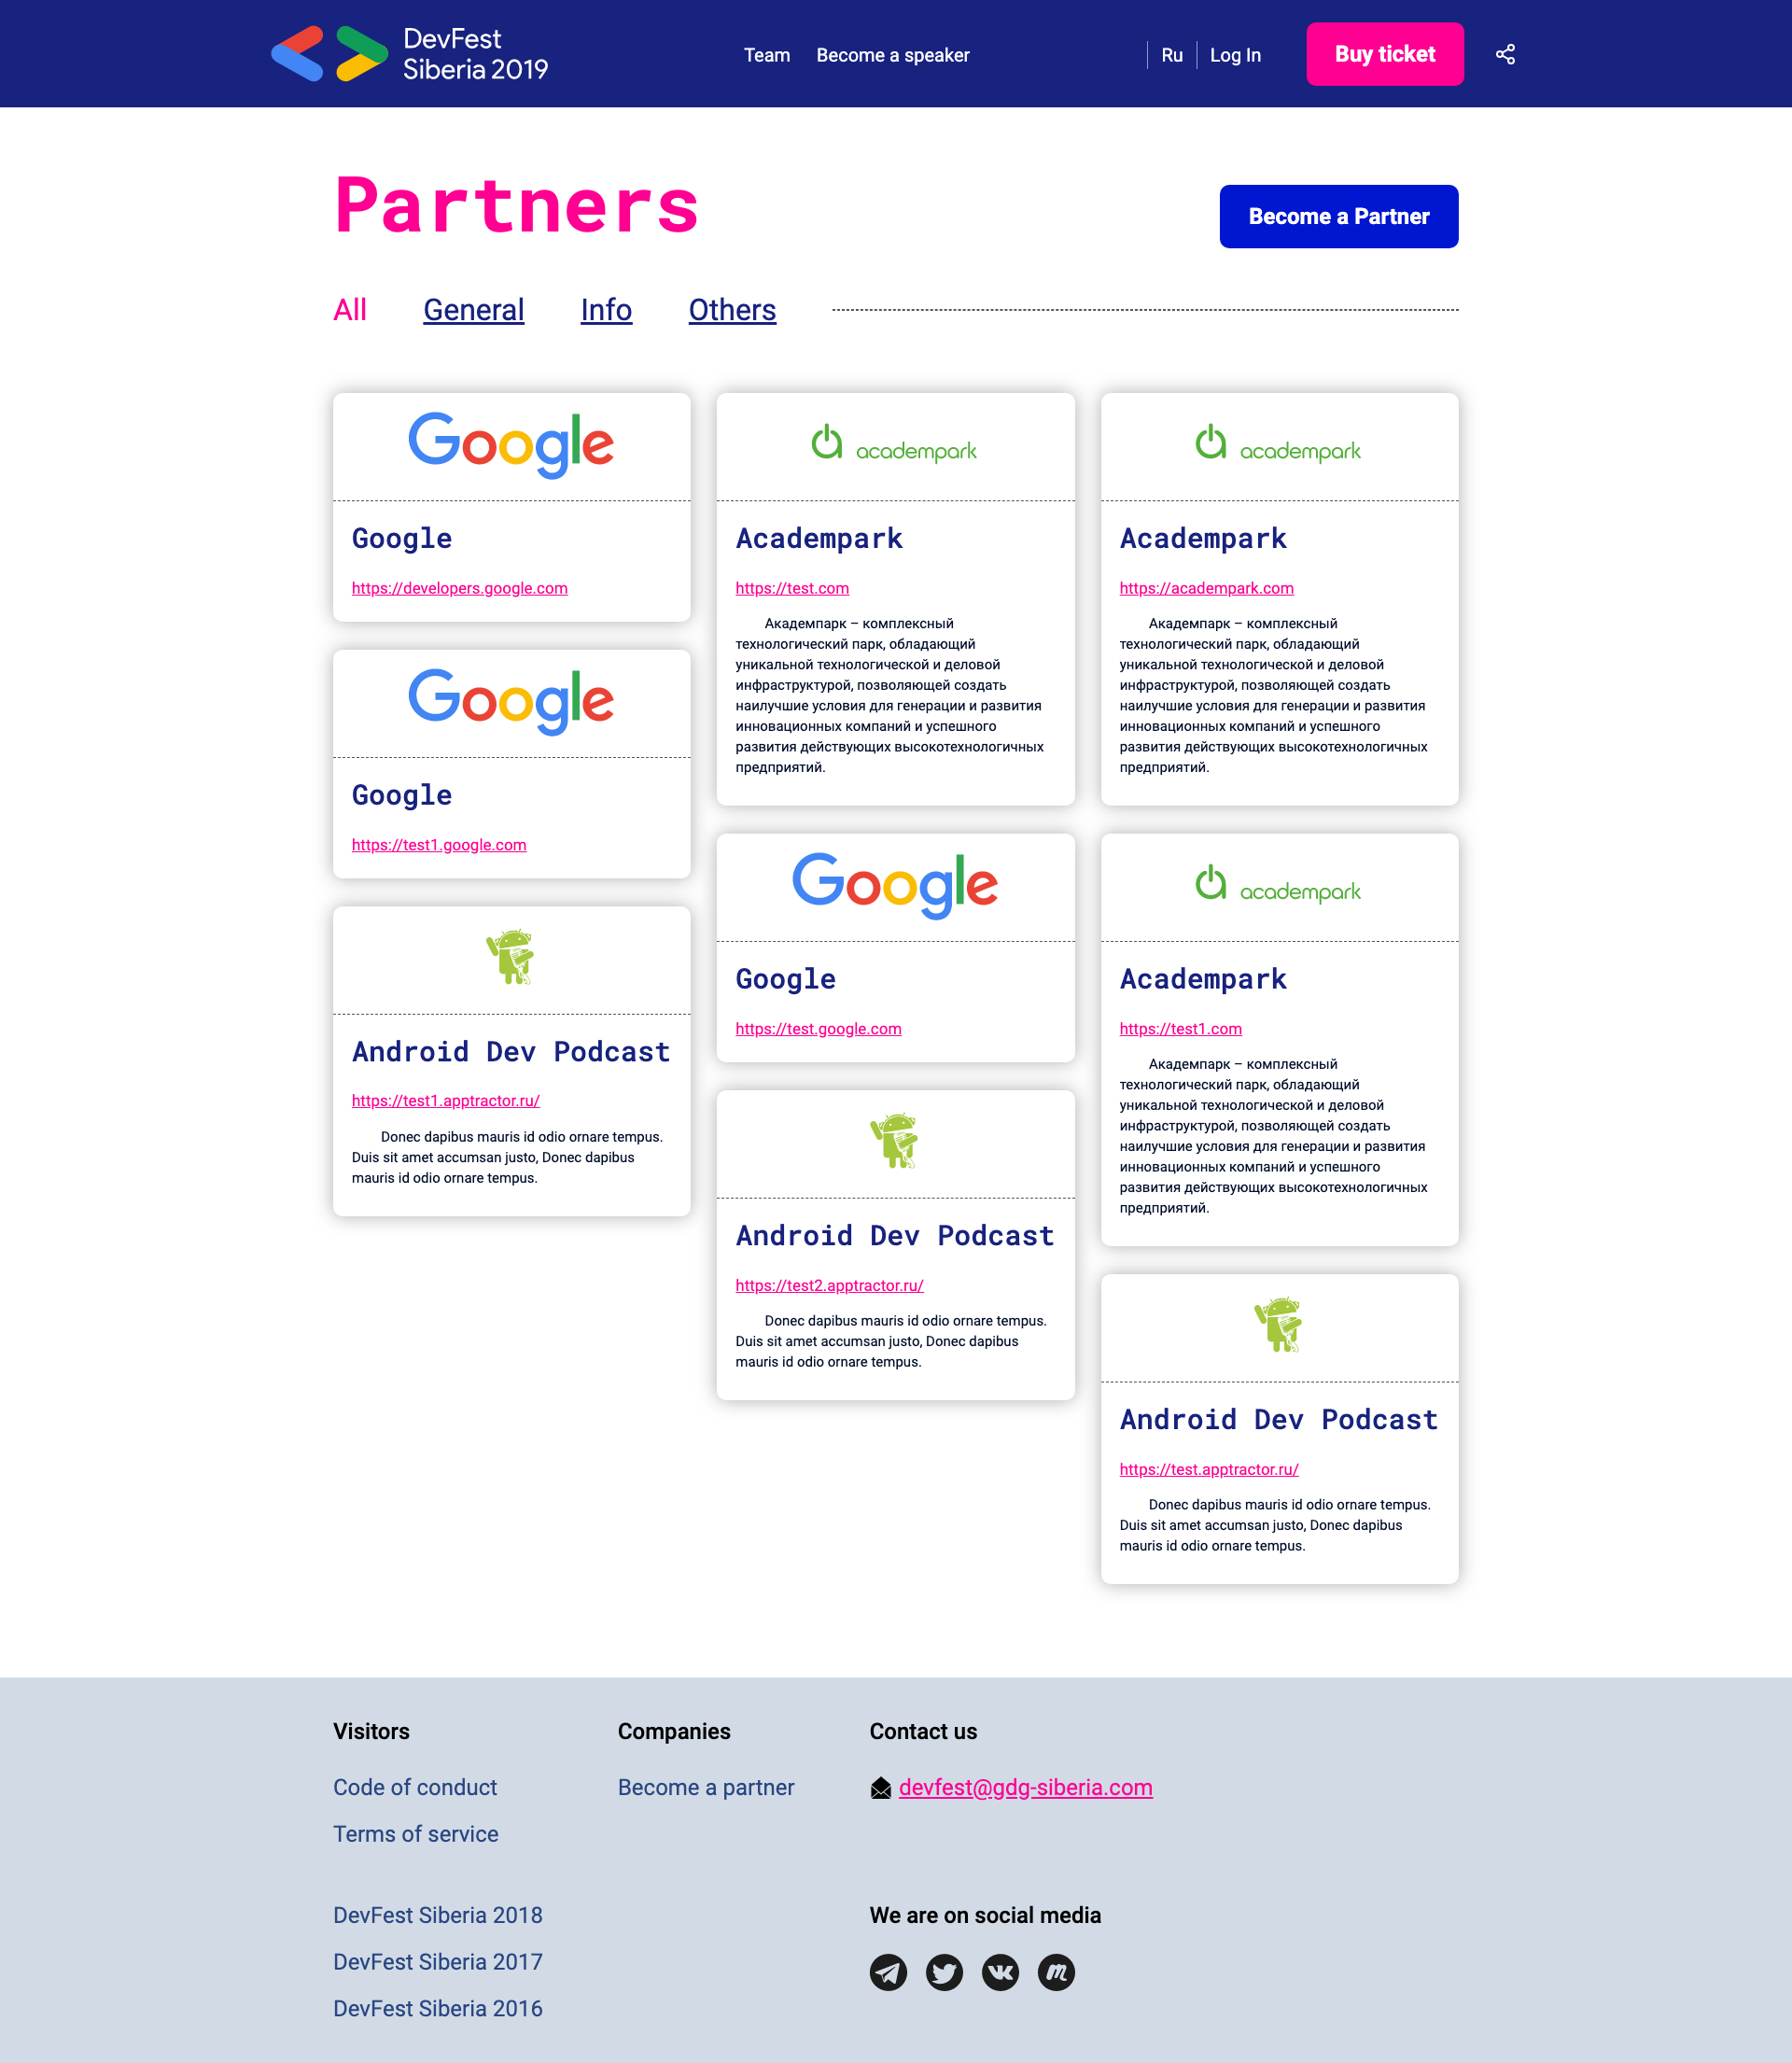 DevFest
Siberia 2019
Team
Become a speaker
Ru
Log In
Buy ticket
Partners
Become a Partner
All
General
Info
Others
Google
Google
https://developers.google.com
Google
Google
https://test1.google.com
Android Dev Podcast
https://test1.apptractor.ru/
Donec dapibus mauris id odio ornare tempus.
Duis sit amet accumsan justo, Donec dapibus
mauris id odio ornare tempus.
academpark
Academpark
https://test.com
Академпарк – комплексный
технологический парк, обладающий
уникальной технологической и деловой
инфраструктурой, позволяющей создать
наилучшие условия для генерации и развития
инновационных компаний и успешного
развития действующих высокотехнологичных
предприятий.
Google
Google
https://test.google.com
Android Dev Podcast
https://test2.apptractor.ru/
Donec dapibus mauris id odio ornare tempus.
Duis sit amet accumsan justo, Donec dapibus
mauris id odio ornare tempus.
academpark
Academpark
https://academpark.com
Академпарк – комплексный
технологический парк, обладающий
уникальной технологической и деловой
инфраструктурой, позволяющей создать
наилучшие условия для генерации и развития
инновационных компаний и успешного
развития действующих высокотехнологичных
предприятий.
academpark
Academpark
https://test1.com
Академпарк – комплексный
технологический парк, обладающий
уникальной технологической и деловой
инфраструктурой, позволяющей создать
наилучшие условия для генерации и развития
инновационных компаний и успешного
развития действующих высокотехнологичных
предприятий.
Android Dev Podcast
https://test.apptractor.ru/
Donec dapibus mauris id odio ornare tempus.
Duis sit amet accumsan justo, Donec dapibus
mauris id odio ornare tempus.
Visitors
Code of conduct
Terms of service
DevFest Siberia 2018
DevFest Siberia 2017
DevFest Siberia 2016
Companies
Become a partner
Contact us
devfest@gdg-siberia.com
We are on social media